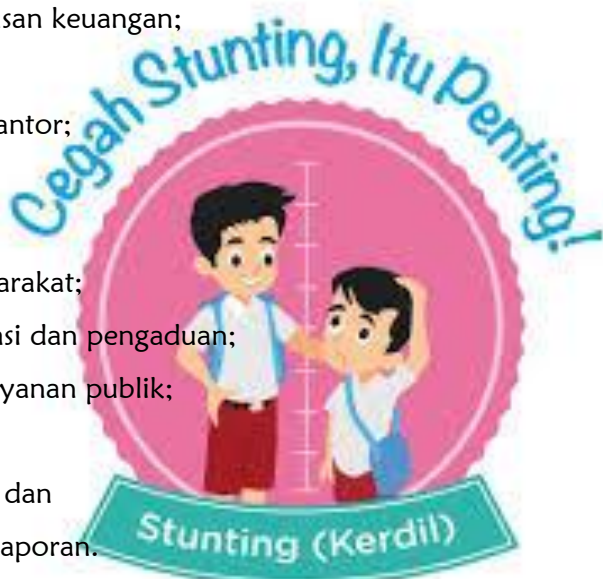 san keuangan;
Cegah Stunting, Itu Penting!
antor;
arakat;
si dan pengaduan;
yanan publik;
dan
aporan.
Stunting (Kerdil)